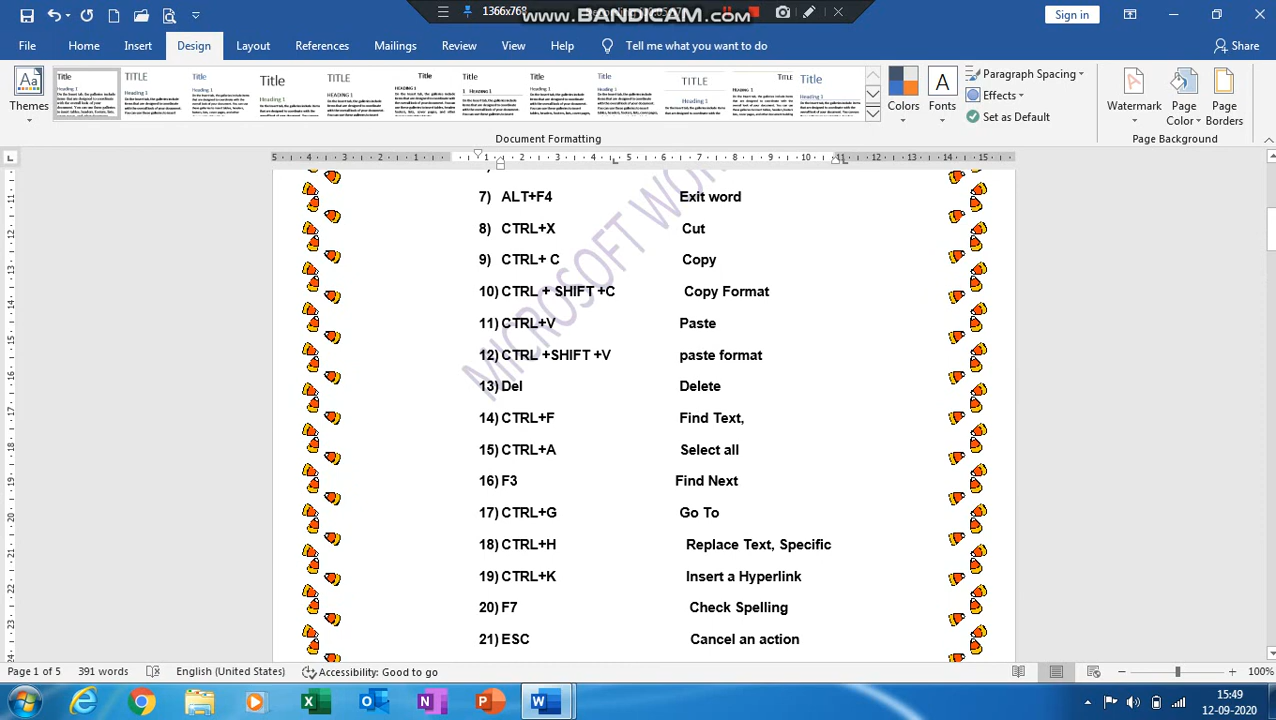 1366x768
www.BANDICAM.com
Sign in
File Home Insert Design Layout References Mailings Review View Help Tell me what you want to do Share
Themes
Colors
Fonts
Paragraph Spacing
Effects
Set as Default
Watermark
Page Color
Page Borders
Document Formatting
Page Background
MICROSOFT WO
7) ALT+F4 Exit word
8) CTRL+X Cut
9) CTRL+ C Copy
10) CTRL + SHIFT +C Copy Format
11) CTRL+V Paste
12) CTRL +SHIFT +V paste format
13) Del Delete
14) CTRL+F Find Text,
15) CTRL+A Select all
16) F3 Find Next
17) CTRL+G Go To
18) CTRL+H Replace Text, Specific
19) CTRL+K Insert a Hyperlink
20) F7 Check Spelling
21) ESC Cancel an action
Page 1 of 5 391 words English (United States) Accessibility: Good to go 100%
15:49
12-09-2020